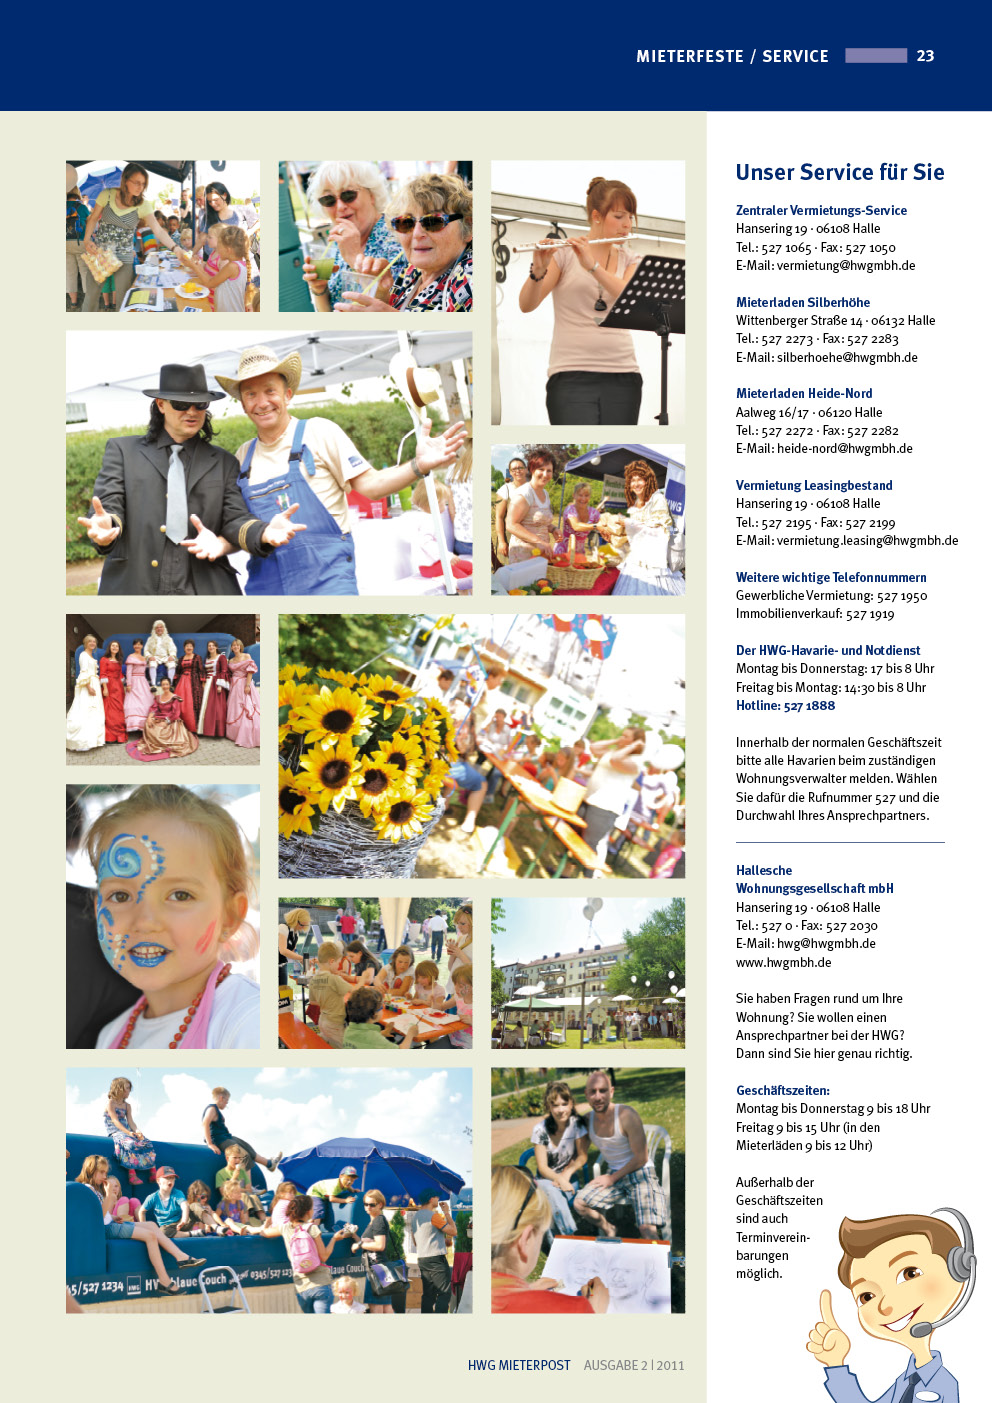 MIETERFESTE / SERVICE 23
Unser Service für Sie
Zentraler Vermietungs-Service
Hansering 19 · 06108 Halle
Tel.: 527 1065 · Fax: 527 1050
E-Mail: vermietung@hwgmbh.de
Mieterladen Silberhöhe
Wittenberger Straße 14 · 06132 Halle
Tel.: 527 2273 · Fax: 527 2283
E-Mail: silberhoehe@hwgmbh.de
Mieterladen Heide-Nord
Aalweg 16/17 · 06120 Halle
Tel.: 527 2272 · Fax: 527 2282
E-Mail: heide-nord@hwgmbh.de
Vermietung Leasingbestand
Hansering 19 · 06108 Halle
Tel.: 527 2195 · Fax: 527 2199
E-Mail: vermietung.leasing@hwgmbh.de
Weitere wichtige Telefonnummern
Gewerbliche Vermietung: 527 1950
Immobilienverkauf: 527 1919
Der HWG-Havarie- und Notdienst
Montag bis Donnerstag: 17 bis 8 Uhr
Freitag bis Montag: 14:30 bis 8 Uhr
Hotline: 527 1888
Innerhalb der normalen Geschäftszeit
bitte alle Havarien beim zuständigen
Wohnungsverwalter melden. Wählen
Sie dafür die Rufnummer 527 und die
Durchwahl Ihres Ansprechpartners.
Hallesche
Wohnungsgesellschaft mbH
Hansering 19 · 06108 Halle
Tel.: 527 0 · Fax: 527 2030
E-Mail: hwg@hwgmbh.de
www.hwgmbh.de
Sie haben Fragen rund um Ihre
Wohnung? Sie wollen einen
Ansprechpartner bei der HWG?
Dann sind Sie hier genau richtig.
Geschäftszeiten:
Montag bis Donnerstag 9 bis 18 Uhr
Freitag 9 bis 15 Uhr (in den
Mieterläden 9 bis 12 Uhr)
Außerhalb der
Geschäftszeiten
sind auch
Terminverein-
barungen
möglich.
HWG
45/527 1234 HWG blaue Couch 0345/527 123 blaue Couch
HWG MIETERPOST AUSGABE 2 | 2011